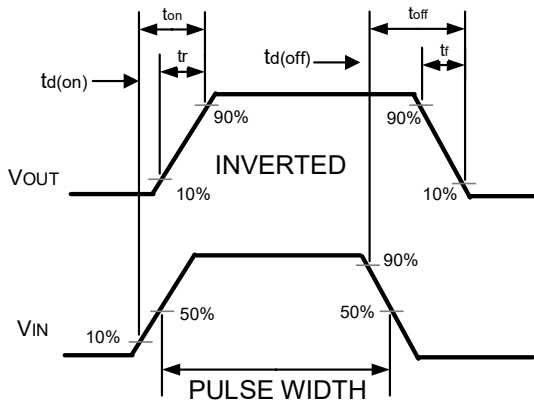 ton
toff
tr
tf
td(on)
td(off)
90%
90%
INVERTED
VOUT
10%
10%
90%
50%
50%
VIN
10%
PULSE WIDTH